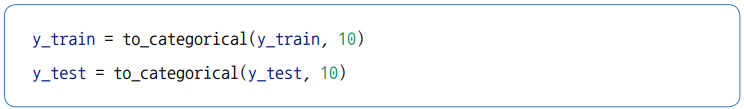 y_train = to_categorical(y_train, 10)
y_test = to_categorical(y_test, 10)